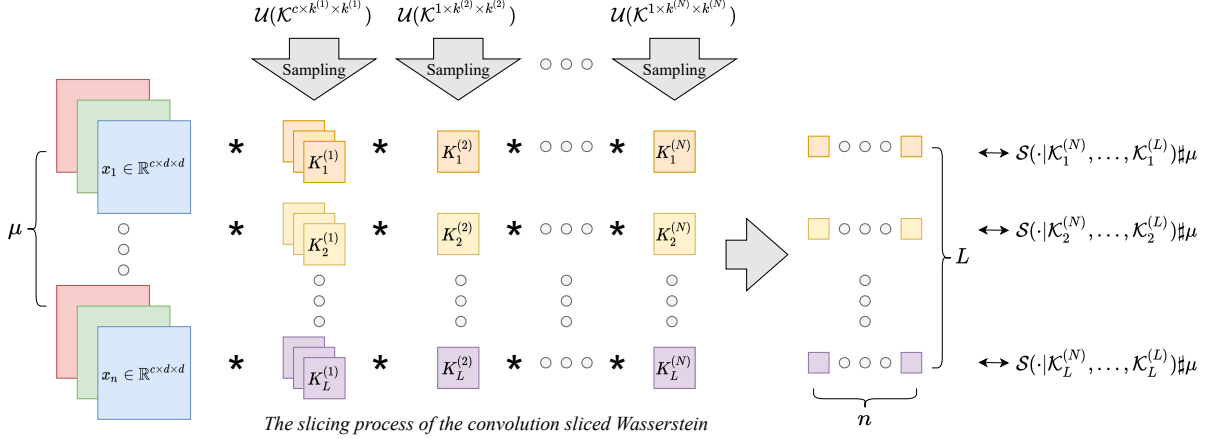 𝒰(𝒦^{c×k^{(1)}×k^{(1)}}) 𝒰(𝒦^{1×k^{(2)}×k^{(2)}}) 𝒰(𝒦^{1×k^{(N)}×k^{(N)}})
Sampling Sampling Sampling
x_1 ∈ ℝ^{c×d×d} * K_1^{(1)} * K_1^{(2)} * * K_1^{(N)} ↔ 𝒮(·|𝒦_1^{(N)}, . . . , 𝒦_1^{(L)})♯μ
μ * K_2^{(1)} * K_2^{(2)} * * K_2^{(N)} ↔ 𝒮(·|𝒦_2^{(N)}, . . . , 𝒦_2^{(L)})♯μ
L
x_n ∈ ℝ^{c×d×d} * K_L^{(1)} * K_L^{(2)} * * K_L^{(N)} ↔ 𝒮(·|𝒦_L^{(N)}, . . . , 𝒦_L^{(L)})♯μ
n
The slicing process of the convolution sliced Wasserstein